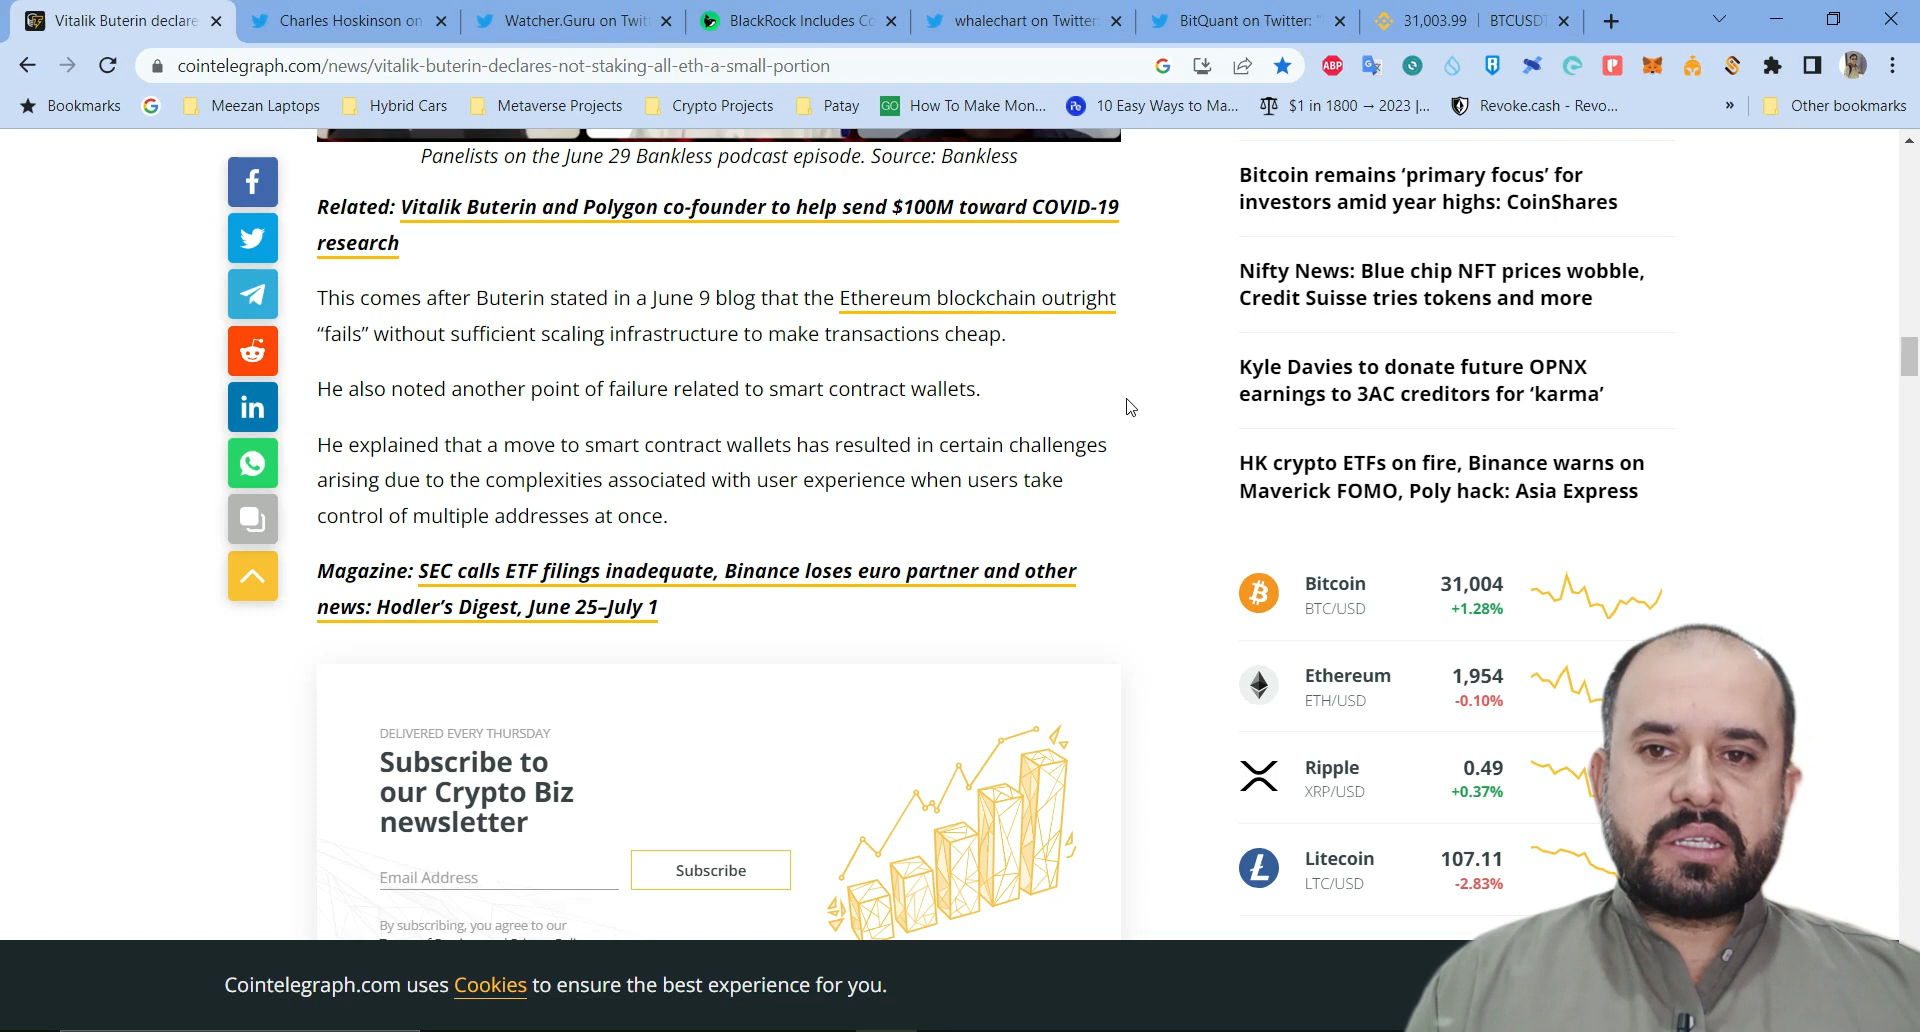 Vitalik Buterin declare
Charles Hoskinson on
Watcher.Guru on Twit
BlackRock Includes Co
whalechart on Twitter
BitQuant on Twitter: "
31,003.99 | BTCUSDT
cointelegraph.com/news/vitalik-buterin-declares-not-staking-all-eth-a-small-portion
ABP
Bookmarks
Meezan Laptops
Hybrid Cars
Metaverse Projects
Crypto Projects
Patay
GO
How To Make Mon...
10 Easy Ways to Ma...
$1 in 1800 → 2023 |...
Revoke.cash - Revo...
»
Other bookmarks
Panelists on the June 29 Bankless podcast episode. Source: Bankless
Related: Vitalik Buterin and Polygon co-founder to help send $100M toward COVID-19
research
This comes after Buterin stated in a June 9 blog that the Ethereum blockchain outright
“fails” without sufficient scaling infrastructure to make transactions cheap.
He also noted another point of failure related to smart contract wallets.
He explained that a move to smart contract wallets has resulted in certain challenges
arising due to the complexities associated with user experience when users take
control of multiple addresses at once.
Magazine: SEC calls ETF filings inadequate, Binance loses euro partner and other
news: Hodler’s Digest, June 25–July 1
DELIVERED EVERY THURSDAY
Subscribe to
our Crypto Biz
newsletter
Email Address
Subscribe
By subscribing, you agree to our
Bitcoin remains ‘primary focus’ for
investors amid year highs: CoinShares
Nifty News: Blue chip NFT prices wobble,
Credit Suisse tries tokens and more
Kyle Davies to donate future OPNX
earnings to 3AC creditors for ‘karma’
HK crypto ETFs on fire, Binance warns on
Maverick FOMO, Poly hack: Asia Express
Bitcoin 31,004
BTC/USD +1.28%
Ethereum 1,954
ETH/USD -0.10%
Ripple 0.49
XRP/USD +0.37%
Litecoin 107.11
LTC/USD -2.83%
Cointelegraph.com uses Cookies to ensure the best experience for you.